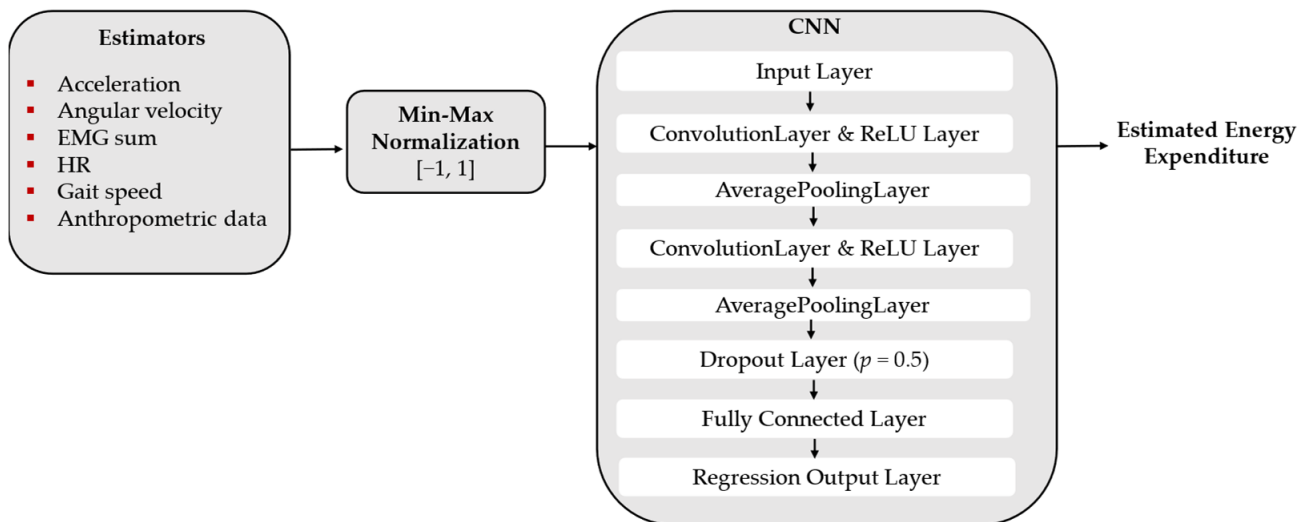 Estimators
Acceleration
Angular velocity
EMG sum
HR
Gait speed
Anthropometric data
Min-Max
Normalization
[−1, 1]
CNN
Input Layer
ConvolutionLayer & ReLU Layer
AveragePoolingLayer
ConvolutionLayer & ReLU Layer
AveragePoolingLayer
Dropout Layer (p = 0.5)
Fully Connected Layer
Regression Output Layer
Estimated Energy
Expenditure